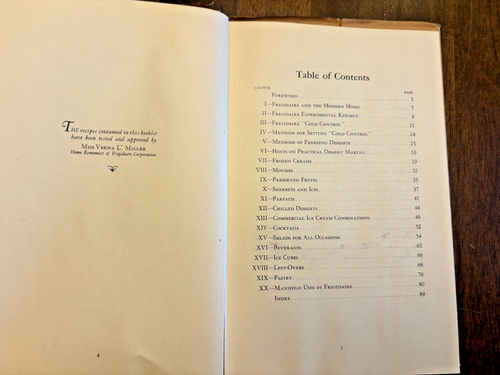 THE recipes contained in this booklet
have been tested and approved by
MISS VERNA L. MILLER
Home Economics of Frigidaire Corporation
4
Table of Contents
CHAPTER PAGE
FOREWORD 3
I—FRIGIDAIRE AND THE MODERN HOME 7
II—FRIGIDAIRE EXPERIMENTAL KITCHEN 9
III—FRIGIDAIRE "COLD CONTROL" 11
IV—METHODS FOR SETTING "COLD CONTROL" 14
V—METHODS OF FREEZING DESSERTS 15
VI—HINTS ON PRACTICAL DESSERT MAKING 16
VII—FROZEN CREAMS 19
VIII—MOUSSES 32
IX—PRESERVED FRUITS 35
X—SHERBETS AND ICES 37
XI—PARFAITS 41
XII—CHILLED DESSERTS 44
XIII—COMMERCIAL ICE CREAM COMBINATIONS 48
XIV—COCKTAILS 52
XV—SALADS FOR ALL OCCASIONS 54
XVI—BEVERAGES 62
XVII—ICE CUBES 66
XVIII—LEFT-OVERS 68
XIX—PASTRY 76
XX—MANIFOLD USES OF FRIGIDAIRE 80
INDEX 89
5